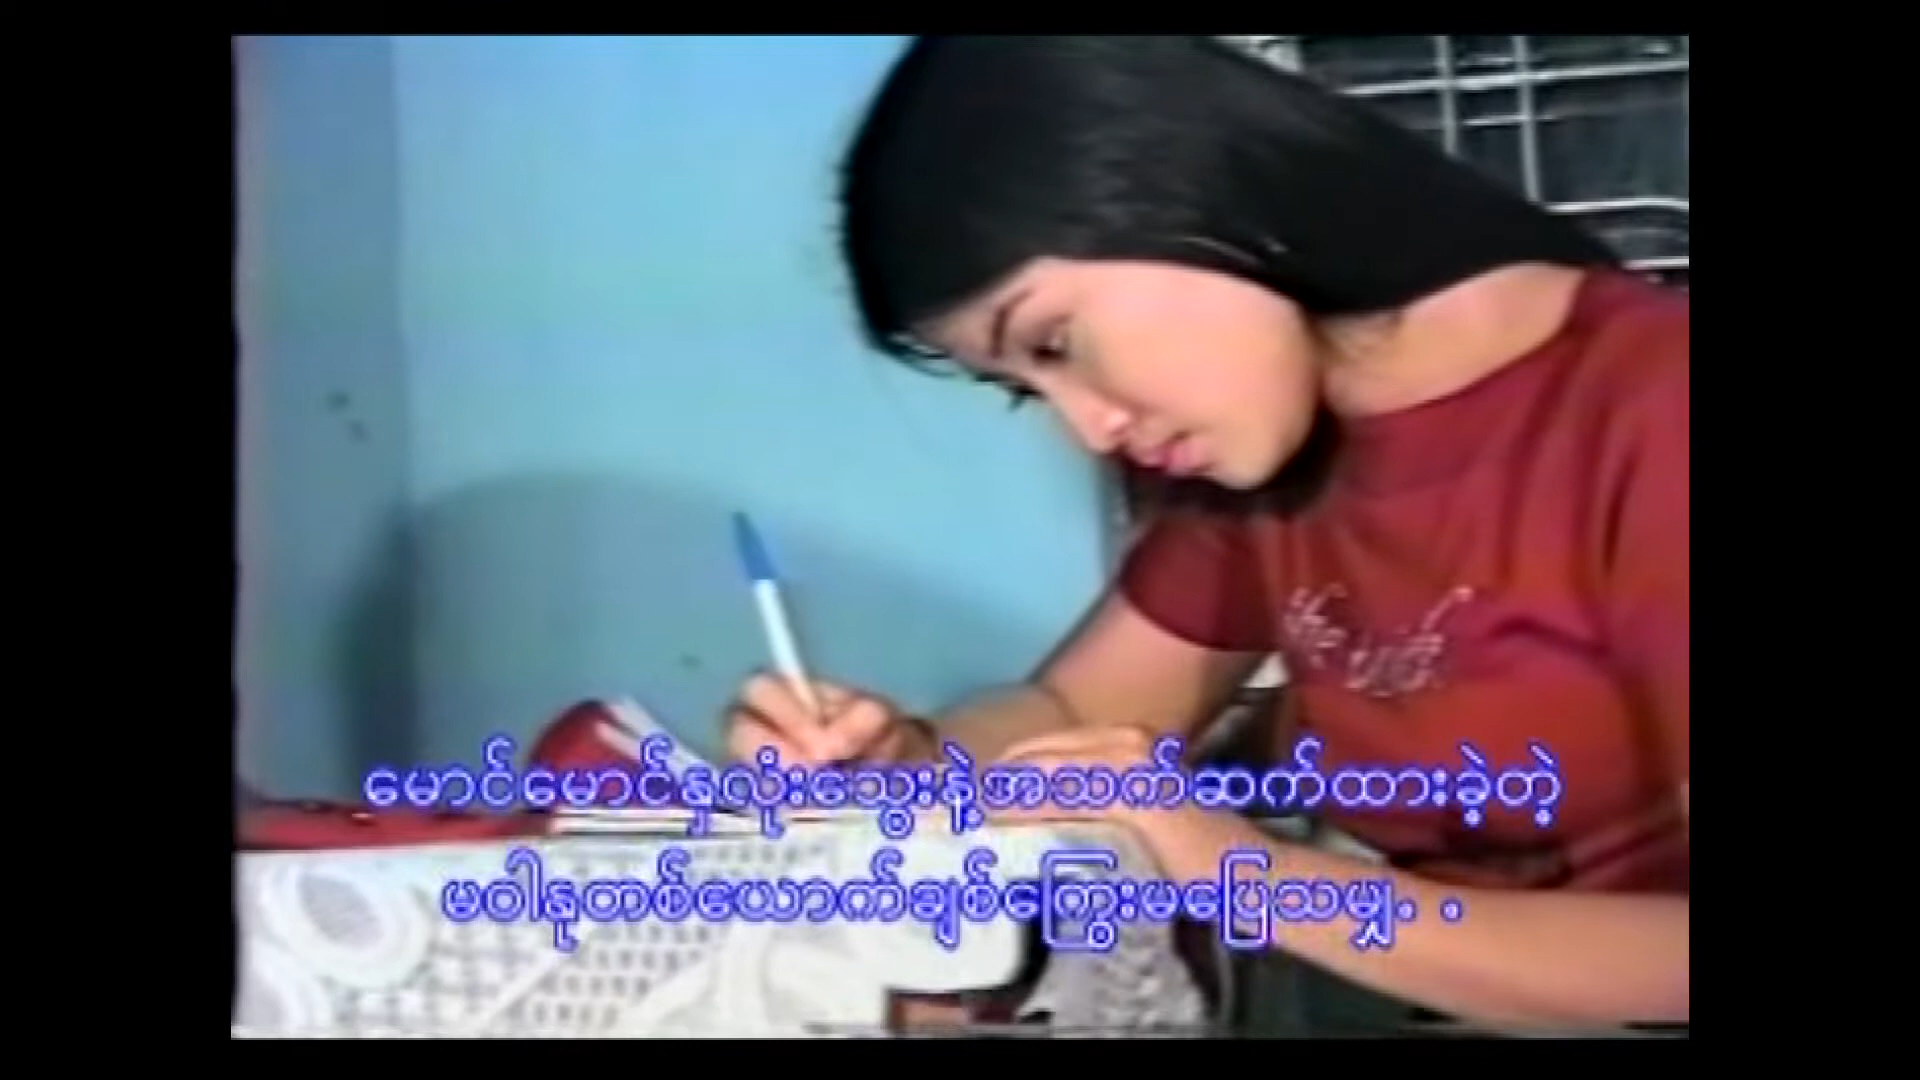 မောင်မောင်နှလုံးသွေးနဲ့အသက်ဆက်ထားခဲ့တဲ့
မဝါနုတစ်ယောက်ချစ်ကြွေးမပြေသမျှ. .